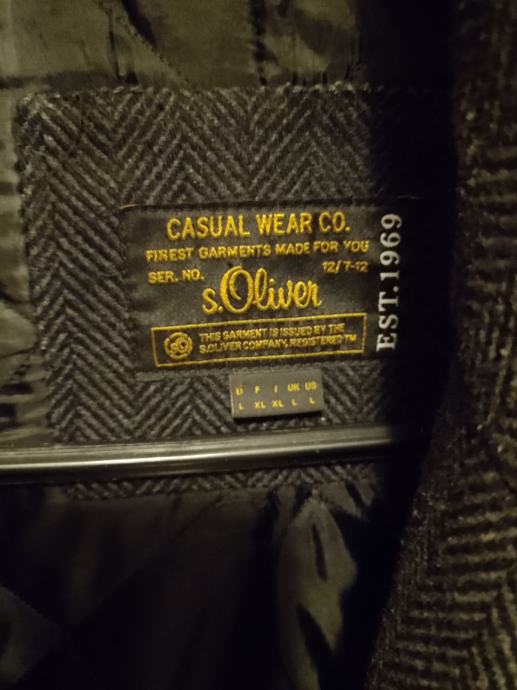 CASUAL WEAR CO.
FINEST GARMENTS MADE FOR YOU
SER. NO. 12/7-12
s.Oliver
THIS GARMENT IS ISSUED BY THE
S.OLIVER COMPANY, REGISTERED TM
EST. 1969
D F I UK US
L XL XL L L